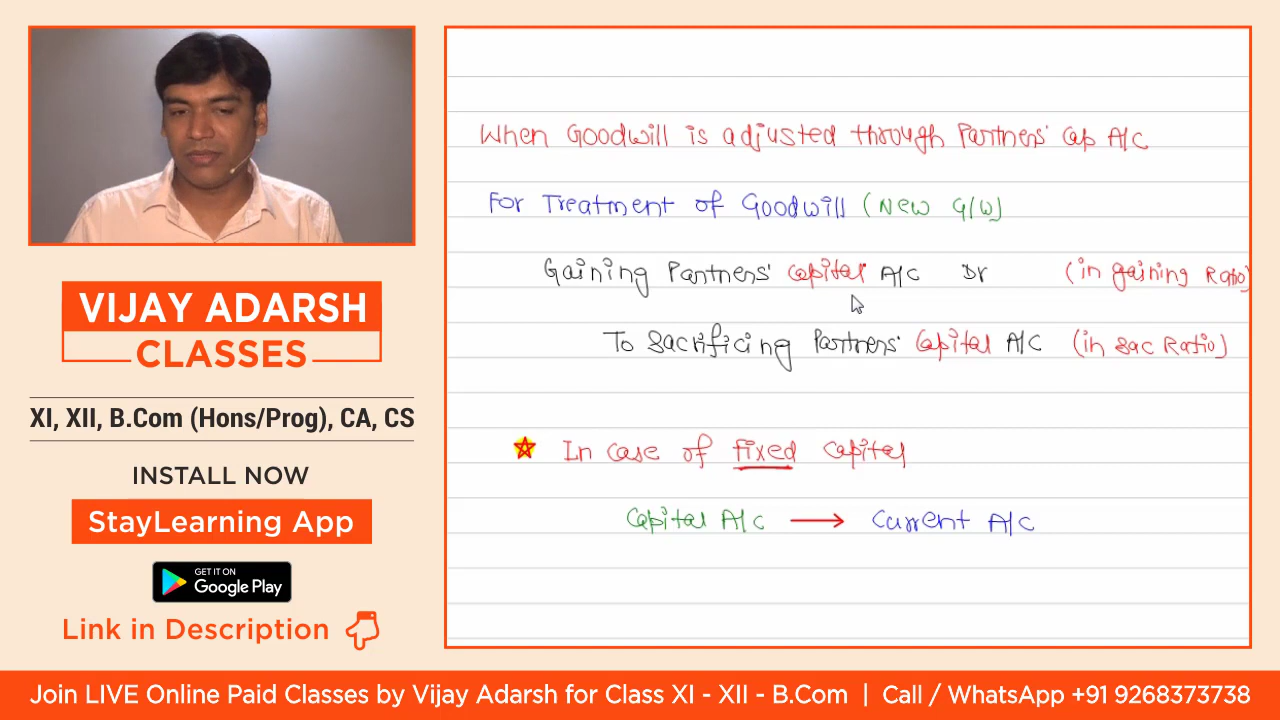 VIJAY ADARSH
CLASSES
XI, XII, B.Com (Hons/Prog), CA, CS
INSTALL NOW
StayLearning App
GET IT ON
Google Play
Link in Description
When Goodwill is adjusted through Partners' Cap A/C
For Treatment of Goodwill (New G/W)
Gaining Partners' Capital A/C Dr (in gaining Ratio)
To Sacrificing Partners' Capital A/C (in Sac Ratio)
In case of fixed capital
Capital A/C → Current A/C
Join LIVE Online Paid Classes by Vijay Adarsh for Class XI - XII - B.Com | Call / WhatsApp +91 9268373738